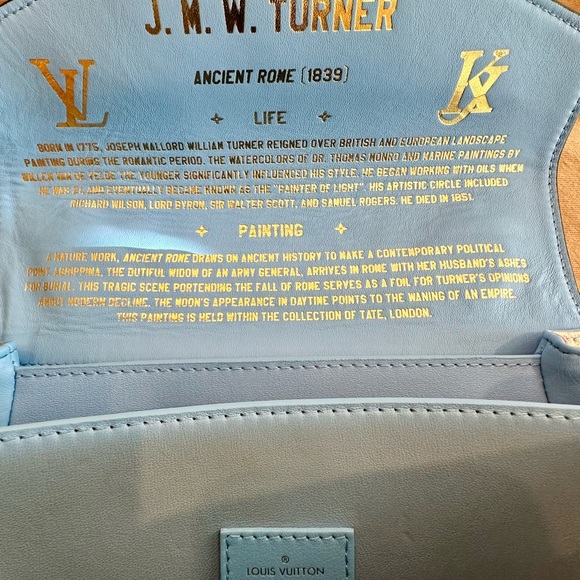 J. M. W. TURNER
ANCIENT ROME (1839)
LIFE
BORN IN 1775, JOSEPH MALLORD WILLIAM TURNER REIGNED OVER BRITISH AND EUROPEAN LANDSCAPE
PAINTING DURING THE ROMANTIC PERIOD. THE WATERCOLORS OF DR. THOMAS MONRO AND MARINE PAINTINGS BY
WILLEM VAN DE VELDE THE YOUNGER SIGNIFICANTLY INFLUENCED HIS STYLE. HE BEGAN WORKING WITH OILS WHEN
HE WAS 21, AND EVENTUALLY BECAME KNOWN AS THE "PAINTER OF LIGHT". HIS ARTISTIC CIRCLE INCLUDED
RICHARD WILSON, LORD BYRON, SIR WALTER SCOTT, AND SAMUEL ROGERS. HE DIED IN 1851.
PAINTING
A MATURE WORK, ANCIENT ROME DRAWS ON ANCIENT HISTORY TO MAKE A CONTEMPORARY POLITICAL
POINT. AGRIPPINA, THE DUTIFUL WIDOW OF AN ARMY GENERAL, ARRIVES IN ROME WITH HER HUSBAND'S ASHES
FOR BURIAL. THIS TRAGIC SCENE PORTENDING THE FALL OF ROME SERVES AS A FOIL FOR TURNER'S OPINIONS
ABOUT MODERN DECLINE. THE MOON'S APPEARANCE IN DAYTIME POINTS TO THE WANING OF AN EMPIRE.
THIS PAINTING IS HELD WITHIN THE COLLECTION OF TATE, LONDON.
®
LOUIS VUITTON